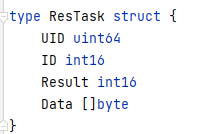 type ResTask struct {
    UID uint64
    ID int16
    Result int16
    Data []byte
}